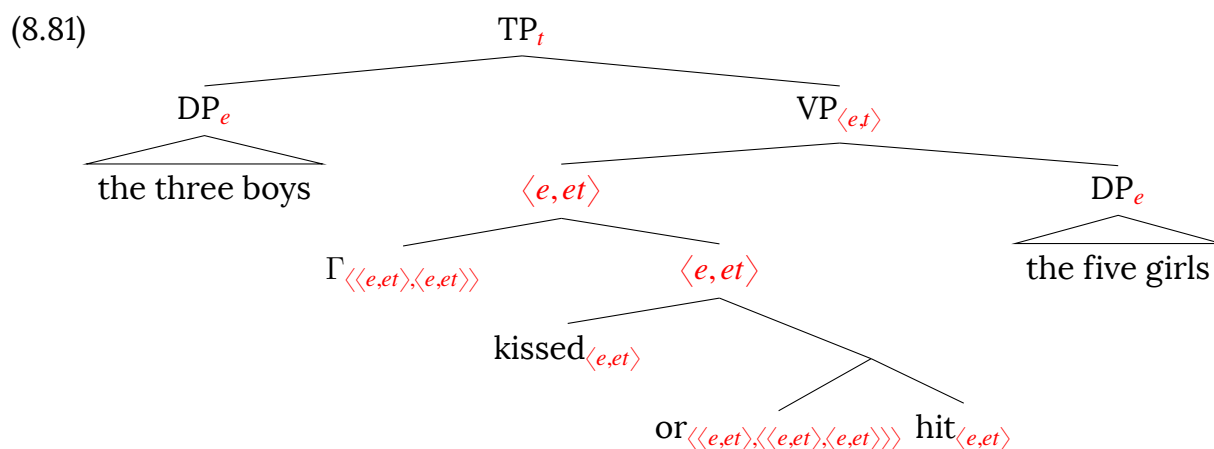 (8.81) TP_t
DP_e VP_⟨e,t⟩
the three boys ⟨e, et⟩ DP_e
Γ_⟨⟨e,et⟩,⟨e,et⟩⟩ ⟨e, et⟩ the five girls
kissed_⟨e,et⟩
or_⟨⟨e,et⟩,⟨⟨e,et⟩,⟨e,et⟩⟩⟩ hit_⟨e,et⟩